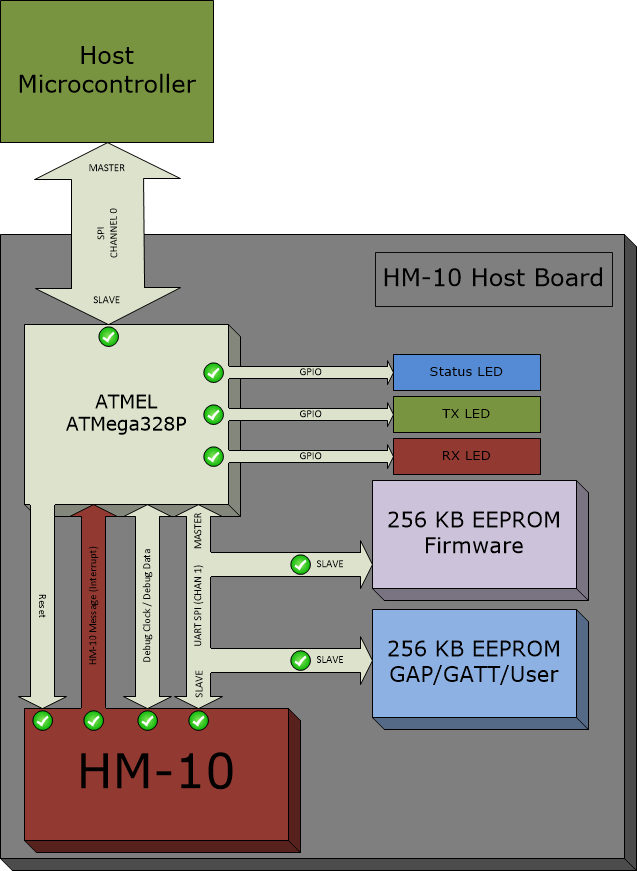 Host
Microcontroller
MASTER
SPI
CHANNEL 0
SLAVE
HM-10 Host Board
ATMEL
ATMega328P
GPIO
Status LED
GPIO
TX LED
GPIO
RX LED
256 KB EEPROM
Firmware
SLAVE
256 KB EEPROM
GAP/GATT/User
SLAVE
Reset
HM-10 Message (Interrupt)
Debug Clock / Debug Data
MASTER
UART SPI (CHAN 1)
SLAVE
HM-10